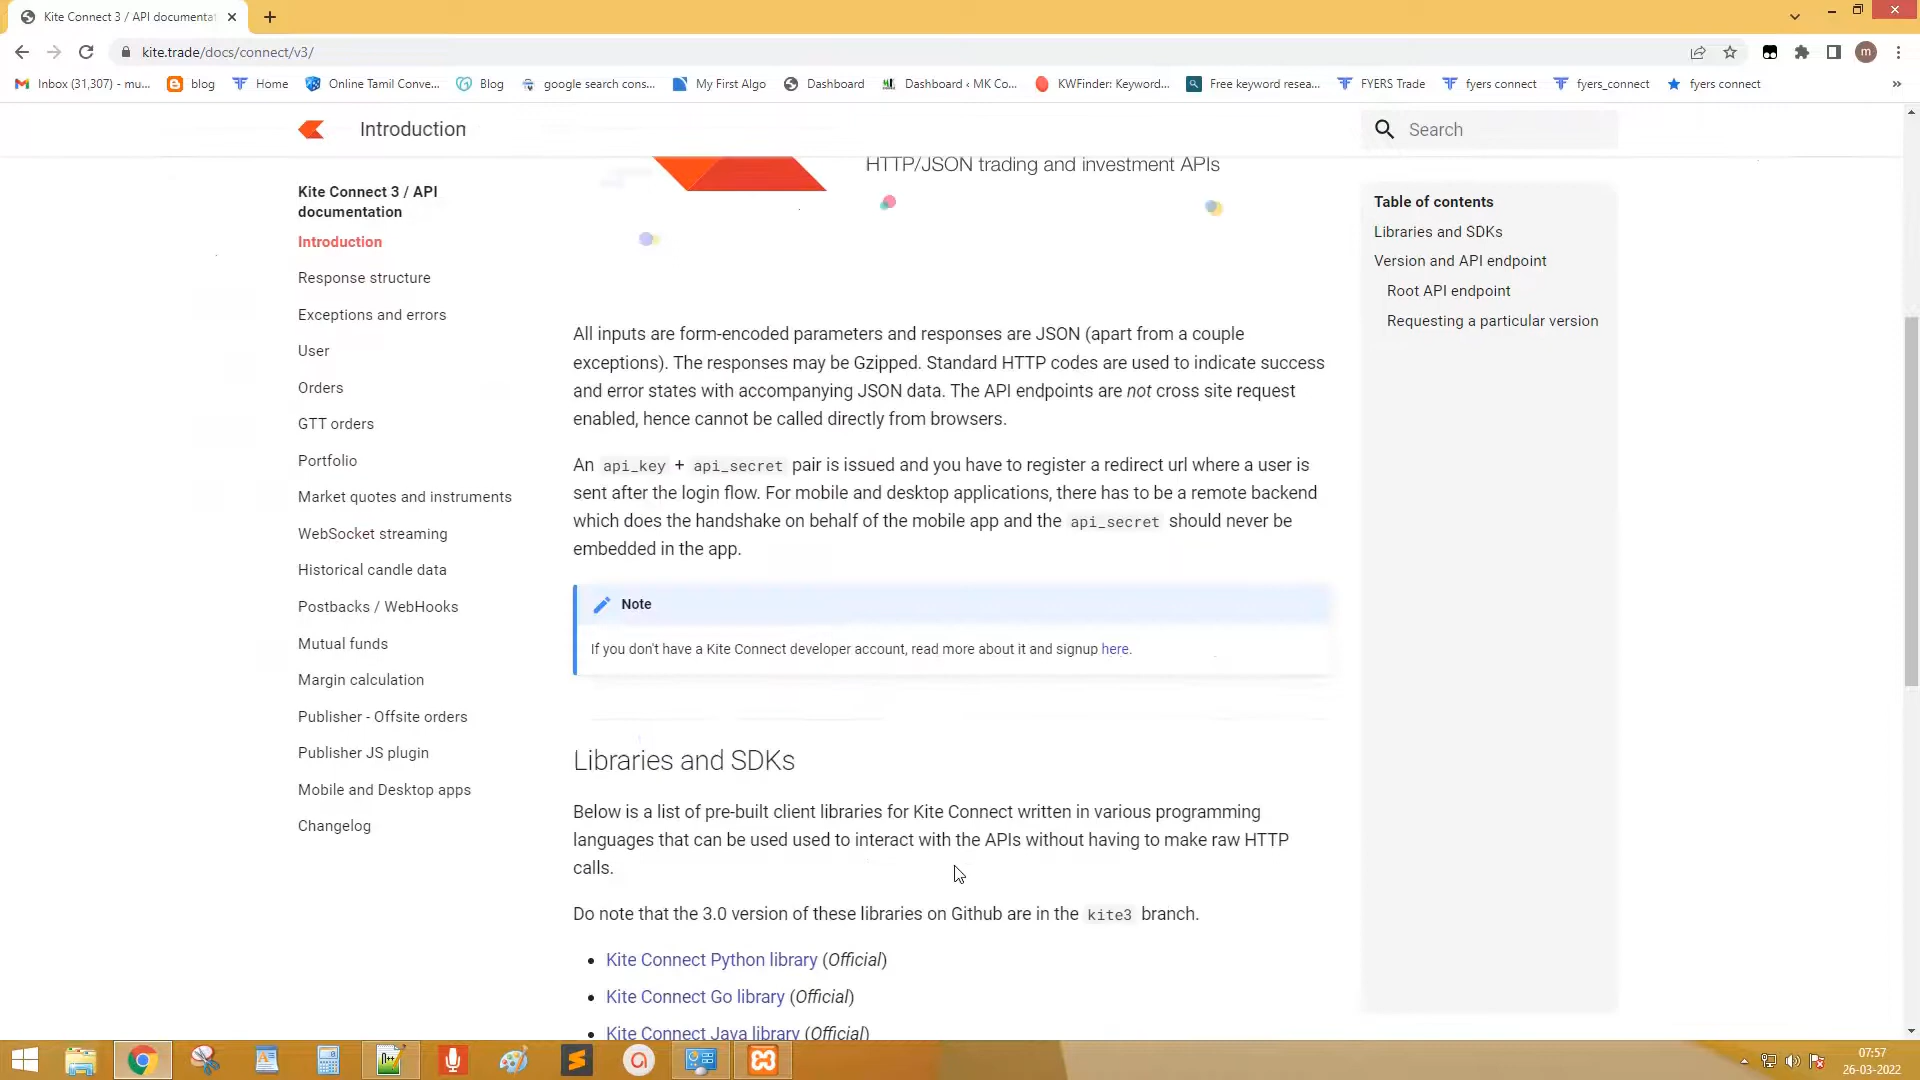 Kite Connect 3 / API documentat
kite.trade/docs/connect/v3/
m
Inbox (31,307) - mu... blog Home Online Tamil Conve... Blog google search cons... My First Algo Dashboard Dashboard ‹ MK Co... KWFinder: Keyword... Free keyword resea... FYERS Trade fyers connect fyers_connect fyers connect »
Introduction
Search
HTTP/JSON trading and investment APIs
Kite Connect 3 / API
documentation
Introduction
Response structure
Exceptions and errors
User
Orders
GTT orders
Portfolio
Market quotes and instruments
WebSocket streaming
Historical candle data
Postbacks / WebHooks
Mutual funds
Margin calculation
Publisher - Offsite orders
Publisher JS plugin
Mobile and Desktop apps
Changelog
All inputs are form-encoded parameters and responses are JSON (apart from a couple
exceptions). The responses may be Gzipped. Standard HTTP codes are used to indicate success
and error states with accompanying JSON data. The API endpoints are not cross site request
enabled, hence cannot be called directly from browsers.
An api_key + api_secret pair is issued and you have to register a redirect url where a user is
sent after the login flow. For mobile and desktop applications, there has to be a remote backend
which does the handshake on behalf of the mobile app and the api_secret should never be
embedded in the app.
Note
If you don't have a Kite Connect developer account, read more about it and signup here.
Libraries and SDKs
Below is a list of pre-built client libraries for Kite Connect written in various programming
languages that can be used used to interact with the APIs without having to make raw HTTP
calls.
Do note that the 3.0 version of these libraries on Github are in the kite3 branch.
• Kite Connect Python library (Official)
• Kite Connect Go library (Official)
• Kite Connect Java library (Official)
Table of contents
Libraries and SDKs
Version and API endpoint
Root API endpoint
Requesting a particular version
07:57
26-03-2022